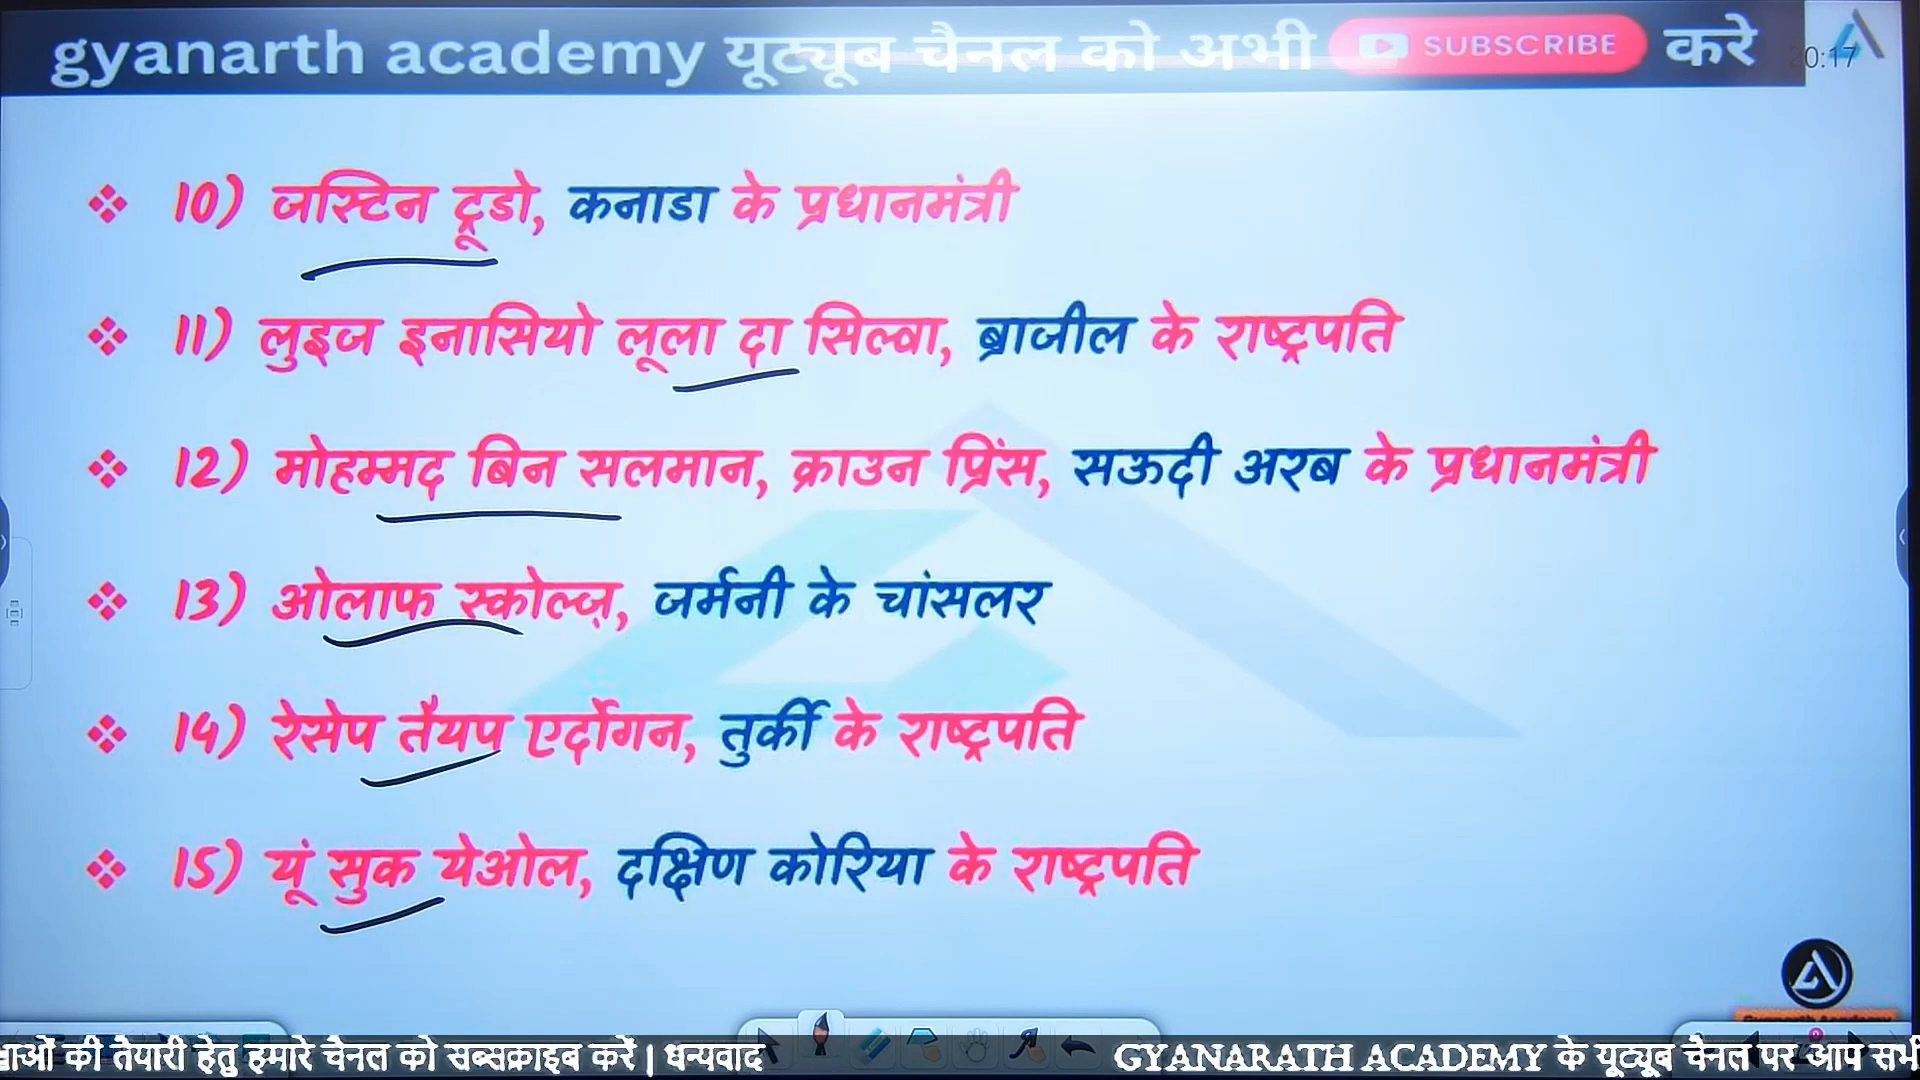 gyanarth academy यूट्यूब चैनल को अभी SUBSCRIBE करे
20:17
10) जस्टिन ट्रूडो, कनाडा के प्रधानमंत्री
11) लुइज इनासियो लूला दा सिल्वा, ब्राजील के राष्ट्रपति
12) मोहम्मद बिन सलमान, क्राउन प्रिंस, सऊदी अरब के प्रधानमंत्री
13) ओलाफ स्कोल्ज़, जर्मनी के चांसलर
14) रेसेप तैयप एर्दोगन, तुर्की के राष्ट्रपति
15) यूं सुक येओल, दक्षिण कोरिया के राष्ट्रपति
की तैयारी हेतु हमारे चैनल को सब्सक्राइब करें | धन्यवाद
GYANARATH ACADEMY के यूट्यूब चैनल पर आप सभी